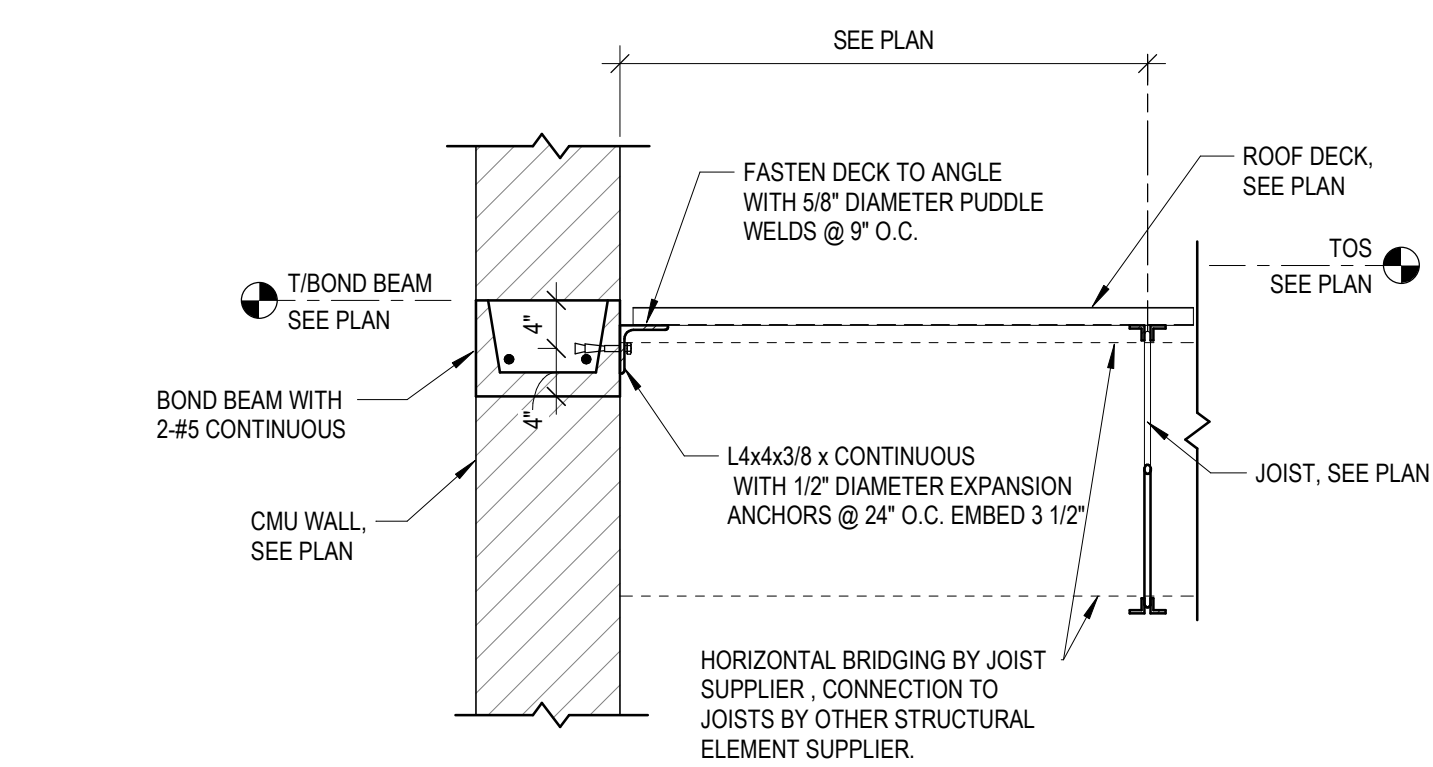 SEE PLAN
FASTEN DECK TO ANGLE
WITH 5/8" DIAMETER PUDDLE
WELDS @ 9" O.C.
ROOF DECK,
SEE PLAN
TOS
SEE PLAN
T/BOND BEAM
SEE PLAN
4"
4"
BOND BEAM WITH
2-#5 CONTINUOUS
L4x4x3/8 x CONTINUOUS
WITH 1/2" DIAMETER EXPANSION
ANCHORS @ 24" O.C. EMBED 3 1/2"
JOIST, SEE PLAN
CMU WALL,
SEE PLAN
HORIZONTAL BRIDGING BY JOIST
SUPPLIER , CONNECTION TO
JOISTS BY OTHER STRUCTURAL
ELEMENT SUPPLIER.